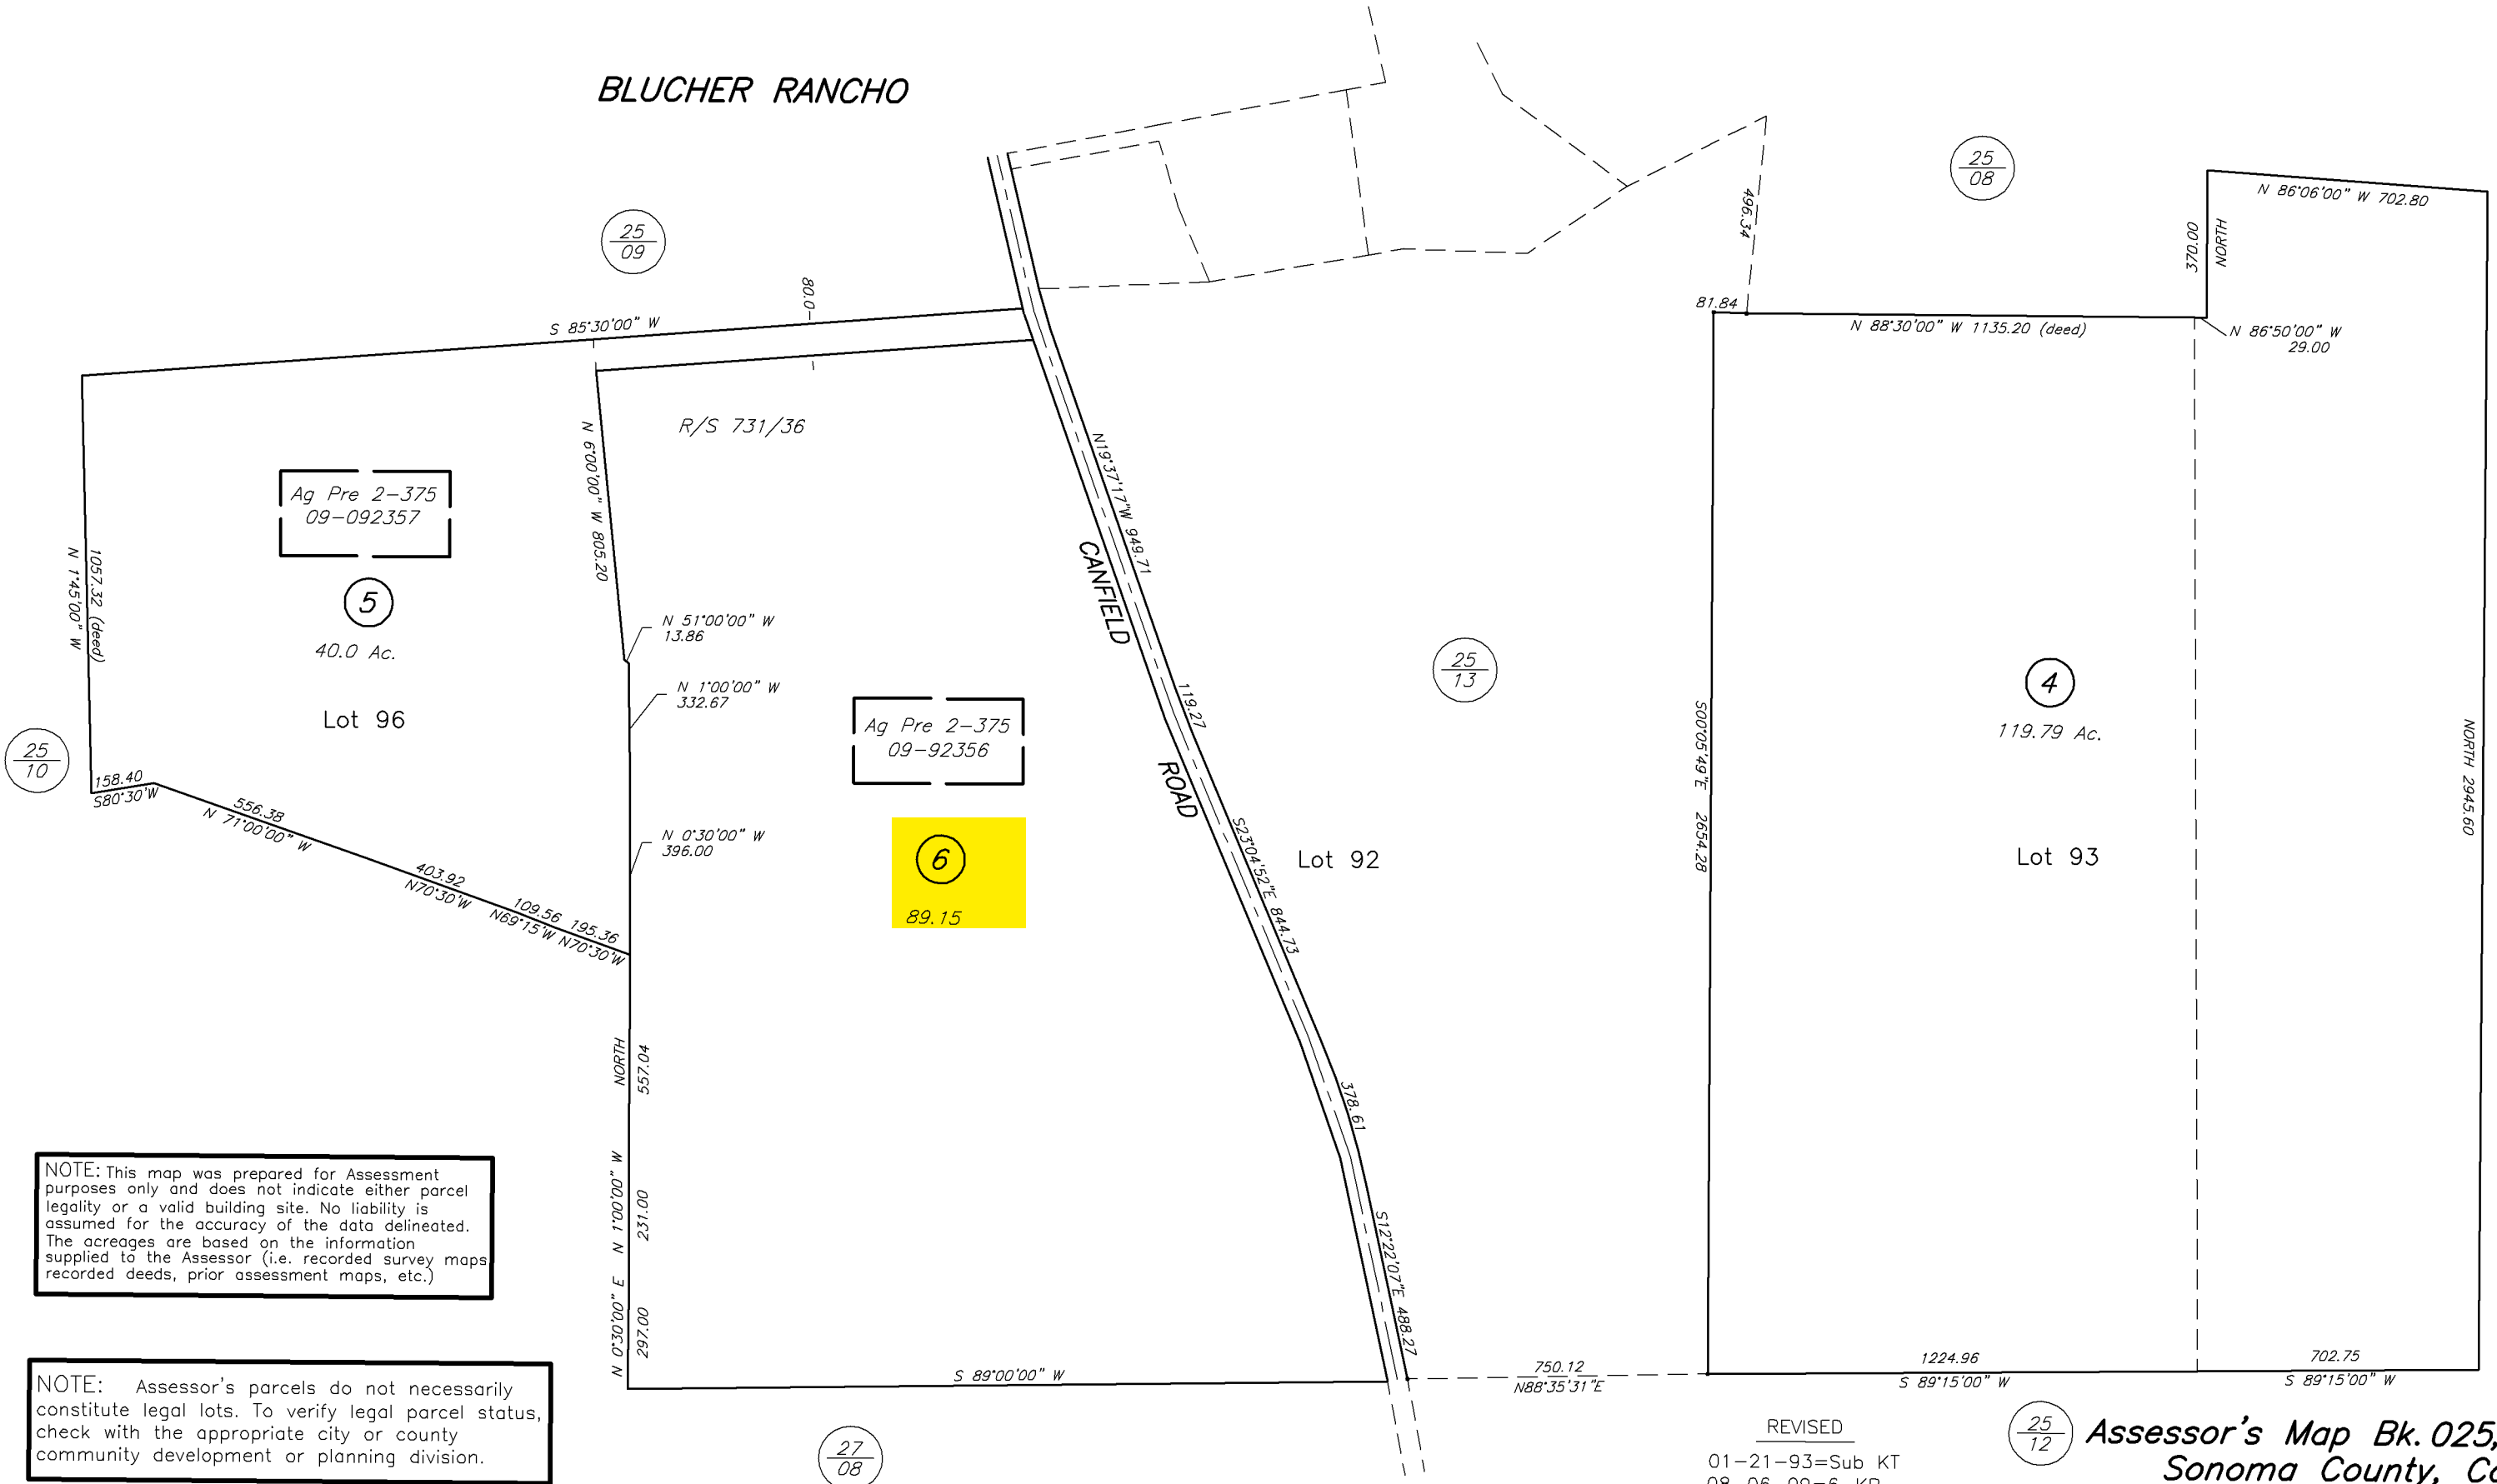 BLUCHER RANCHO
25
09
25
08
N 86°06'00" W 702.80
370.00
NORTH
496.34
81.84
N 88°30'00" W 1135.20 (deed)
N 86°50'00" W
29.00
S 85°30'00" W
80.0
R/S 731/36
N 6°00'00" W 805.20
Ag Pre 2-375
09-092357
5
40.0 Ac.
Lot 96
1057.32 (deed)
N 1°45'00" W
N 51°00'00" W
13.86
N 1°00'00" W
332.67
N 0°30'00" W
396.00
25
10
158.40
S80°30'W
556.38
N 71°00'00" W
403.92
N70°30'W
109.56
N69°15'W
195.36
N70°30'W
Ag Pre 2-375
09-92356
6
89.15
N19°37'17"W 949.71
CANFIELD
ROAD
119.27
S23°04'52"E 844.73
378.61
S12°22'07"E 488.27
25
13
Lot 92
S00°05'49"E 2654.28
4
119.79 Ac.
Lot 93
NORTH 2945.60
NORTH
557.04
N 1°00'00" W
231.00
N 0°30'00" E
297.00
S 89°00'00" W
750.12
N88°35'31"E
1224.96
S 89°15'00" W
702.75
S 89°15'00" W
NOTE: This map was prepared for Assessment
purposes only and does not indicate either parcel
legality or a valid building site. No liability is
assumed for the accuracy of the data delineated.
The acreages are based on the information
supplied to the Assessor (i.e. recorded survey maps
recorded deeds, prior assessment maps, etc.)
NOTE: Assessor's parcels do not necessarily
constitute legal lots. To verify legal parcel status,
check with the appropriate city or county
community development or planning division.
27
08
REVISED
01-21-93=Sub KT
08-06-09=6 KB
25
12
Assessor's Map Bk. 025,
Sonoma County,